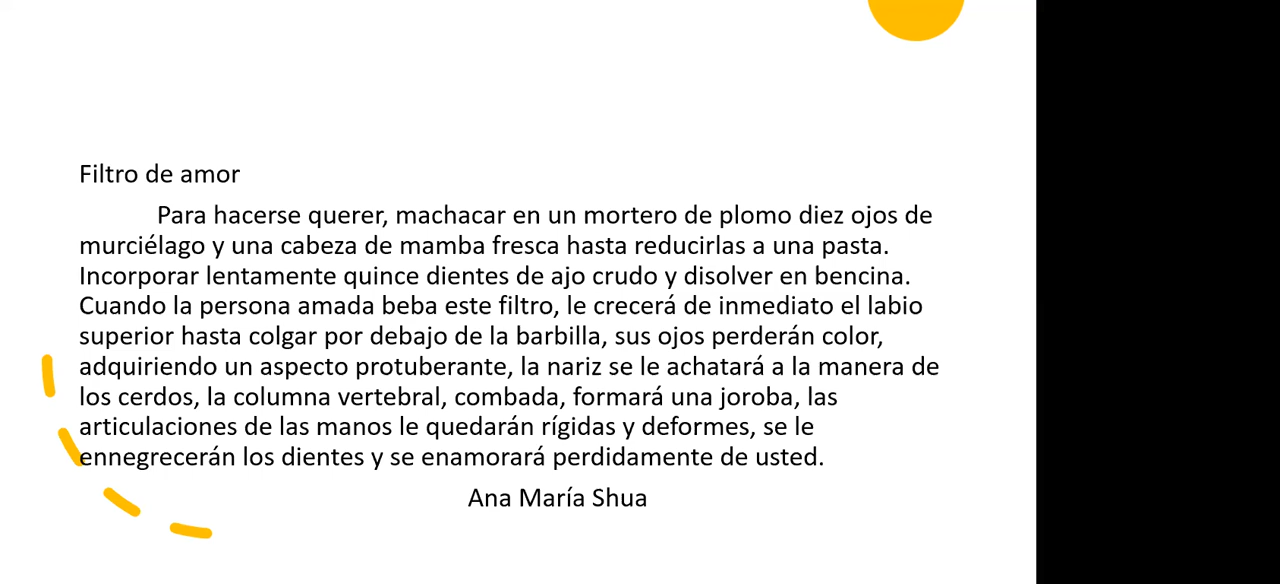 Filtro de amor
Para hacerse querer, machacar en un mortero de plomo diez ojos de
murciélago y una cabeza de mamba fresca hasta reducirlas a una pasta.
Incorporar lentamente quince dientes de ajo crudo y disolver en bencina.
Cuando la persona amada beba este filtro, le crecerá de inmediato el labio
superior hasta colgar por debajo de la barbilla, sus ojos perderán color,
adquiriendo un aspecto protuberante, la nariz se le achatará a la manera de
los cerdos, la columna vertebral, combada, formará una joroba, las
articulaciones de las manos le quedarán rígidas y deformes, se le
ennegrecerán los dientes y se enamorará perdidamente de usted.
Ana María Shua